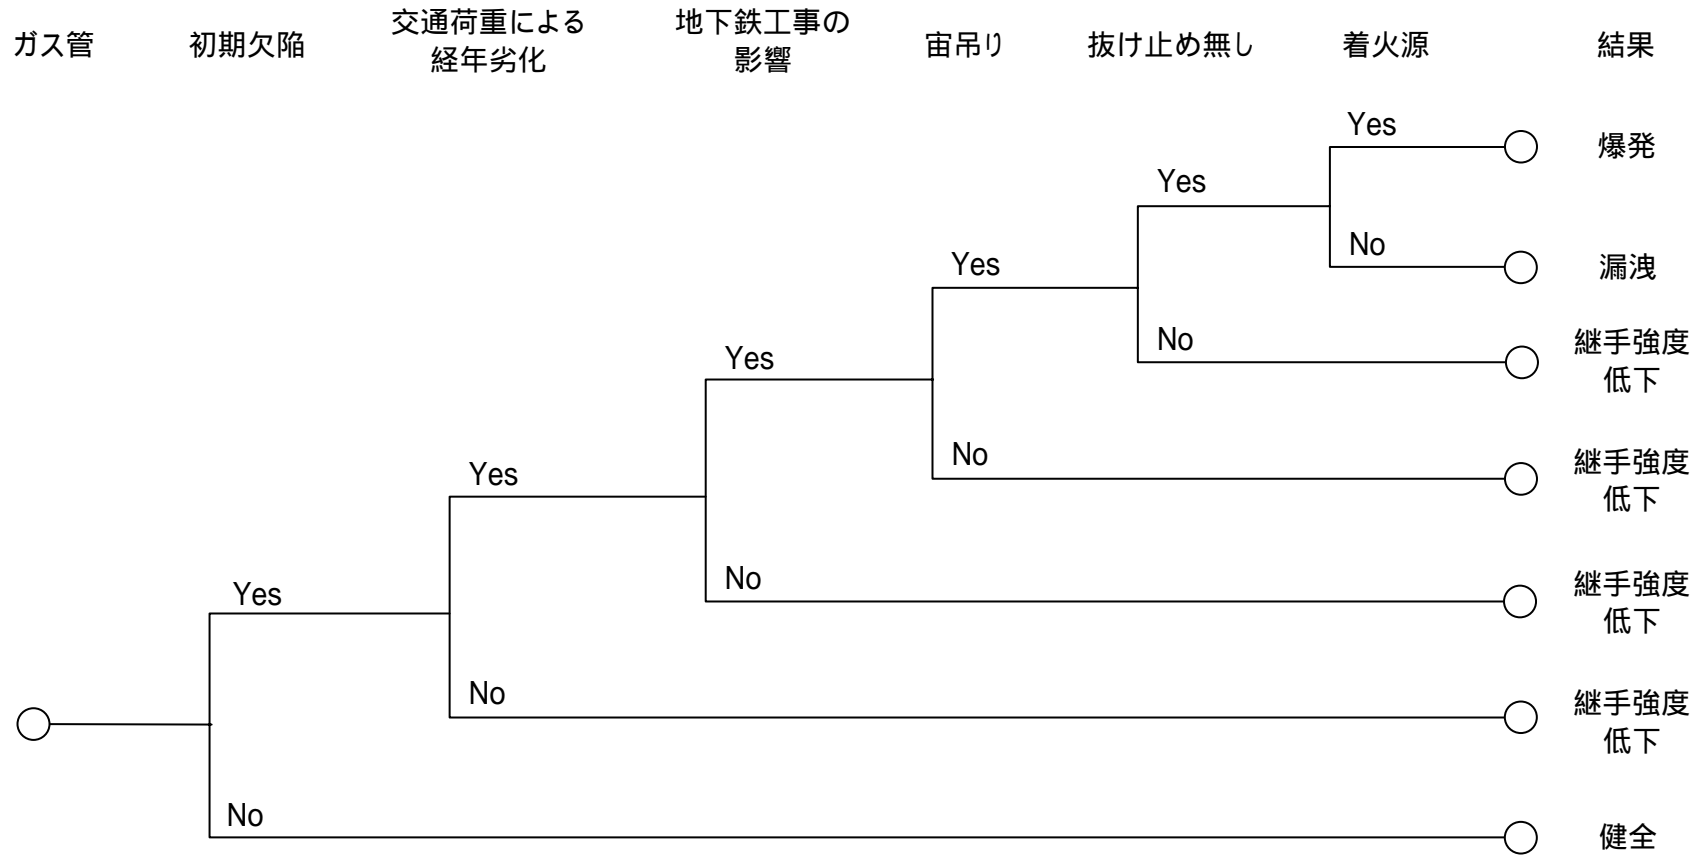 ガス管
初期欠陥
交通荷重による
経年劣化
地下鉄工事の
影響
宙吊り
抜け止め無し
着火源
結果
Yes
爆発
Yes
No
漏洩
Yes
No
継手強度
低下
Yes
No
継手強度
低下
Yes
No
継手強度
低下
Yes
No
継手強度
低下
No
健全